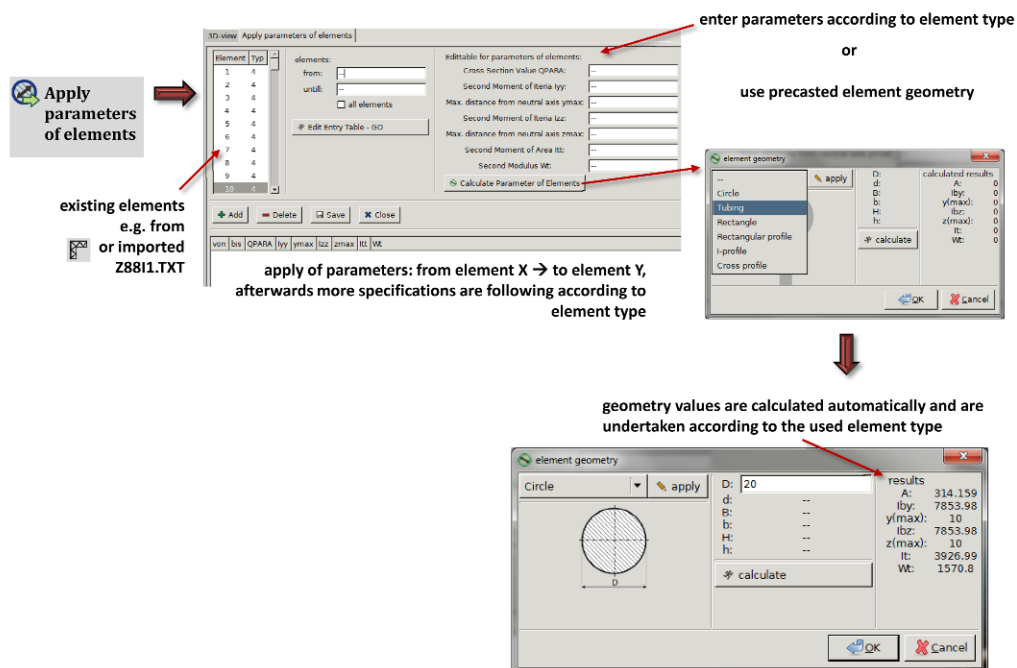 enter parameters according to element type
or
use precasted element geometry
3D-view Apply parameters of elements
Apply
parameters
of elements
Element Typ
1 4
2 4
3 4
4 4
5 4
6 4
7 4
8 4
9 4
10 4
elements:
from: --
untill: --
all elements
Edit Entry Table - GO
Edittable for parameters of elements:
Cross Section Value QPARA: --
Second Moment of Iteria Iyy: --
Max. distance from neutral axis ymax: --
Second Moment of Iteria Izz: --
Max. distance from neutral axis zmax: --
Second Moment of Area Itt: --
Second Modulus Wt: --
Calculate Parameter of Elements
Add Delete Save Close
von bis QPARA Iyy ymax Izz zmax Itt Wt
existing elements
e.g. from
or imported
Z88I1.TXT
apply of parameters: from element X → to element Y,
afterwards more specifications are following according to
element type
element geometry
--
Circle
Tubing
Rectangle
Rectangular profile
I-profile
Cross profile
apply
D:
d:
B:
b:
H:
h:
calculate
calculated results
A: 0
Iby: 0
y(max): 0
Ibz: 0
z(max): 0
It: 0
Wt: 0
OK Cancel
geometry values are calculated automatically and are
undertaken according to the used element type
element geometry
Circle apply
D
D: 20
d: --
B: --
b: --
H: --
h: --
calculate
results
A: 314.159
Iby: 7853.98
y(max): 10
Ibz: 7853.98
z(max): 10
It: 3926.99
Wt: 1570.8
OK Cancel